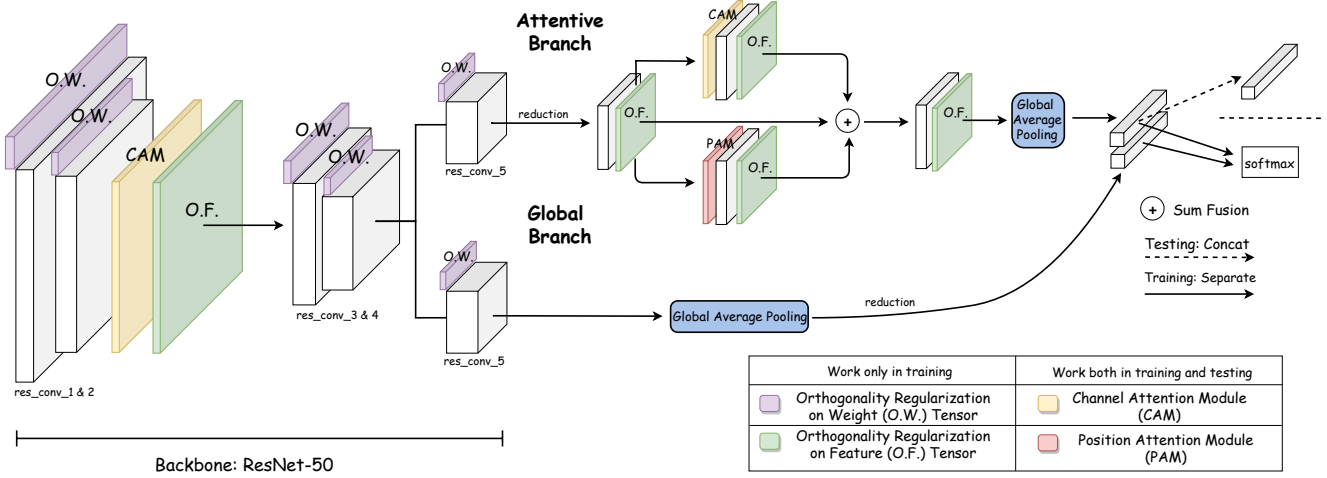 O.W.
O.W.
CAM
O.F.
res_conv_1 & 2
O.W.
O.W.
res_conv_3 & 4
Attentive
Branch
O.W.
res_conv_5
reduction
O.F.
CAM
O.F.
PAM
O.F.
+
O.F.
Global
Average
Pooling
softmax
Global
Branch
O.W.
res_conv_5
Global Average Pooling
reduction
+ Sum Fusion
Testing: Concat
Training: Separate
Backbone: ResNet-50
Work only in training
Work both in training and testing
Orthogonality Regularization
on Weight (O.W.) Tensor
Channel Attention Module
(CAM)
Orthogonality Regularization
on Feature (O.F.) Tensor
Position Attention Module
(PAM)